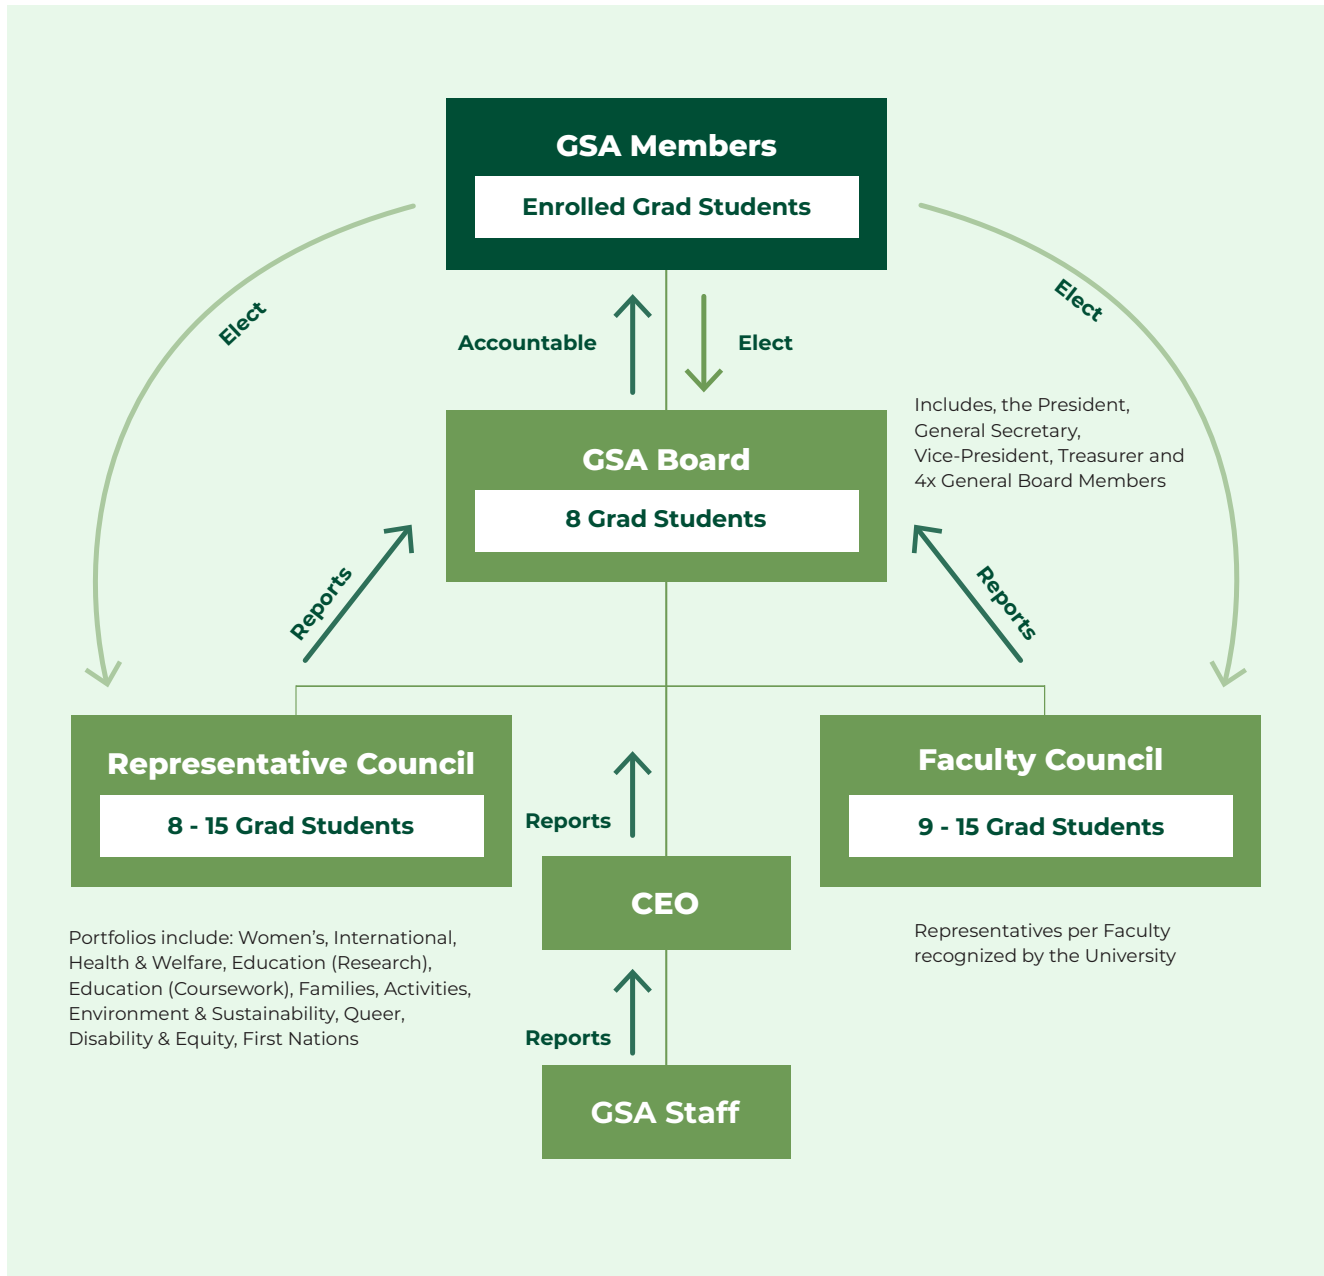 GSA Members
Enrolled Grad Students
Elect
Elect
Accountable
Elect
GSA Board
8 Grad Students
Includes, the President,
General Secretary,
Vice-President, Treasurer and
4x General Board Members
Reports
Reports
Representative Council
8 - 15 Grad Students
Portfolios include: Women’s, International,
Health & Welfare, Education (Research),
Education (Coursework), Families, Activities,
Environment & Sustainability, Queer,
Disability & Equity, First Nations
Reports
CEO
Reports
GSA Staff
Faculty Council
9 - 15 Grad Students
Representatives per Faculty
recognized by the University